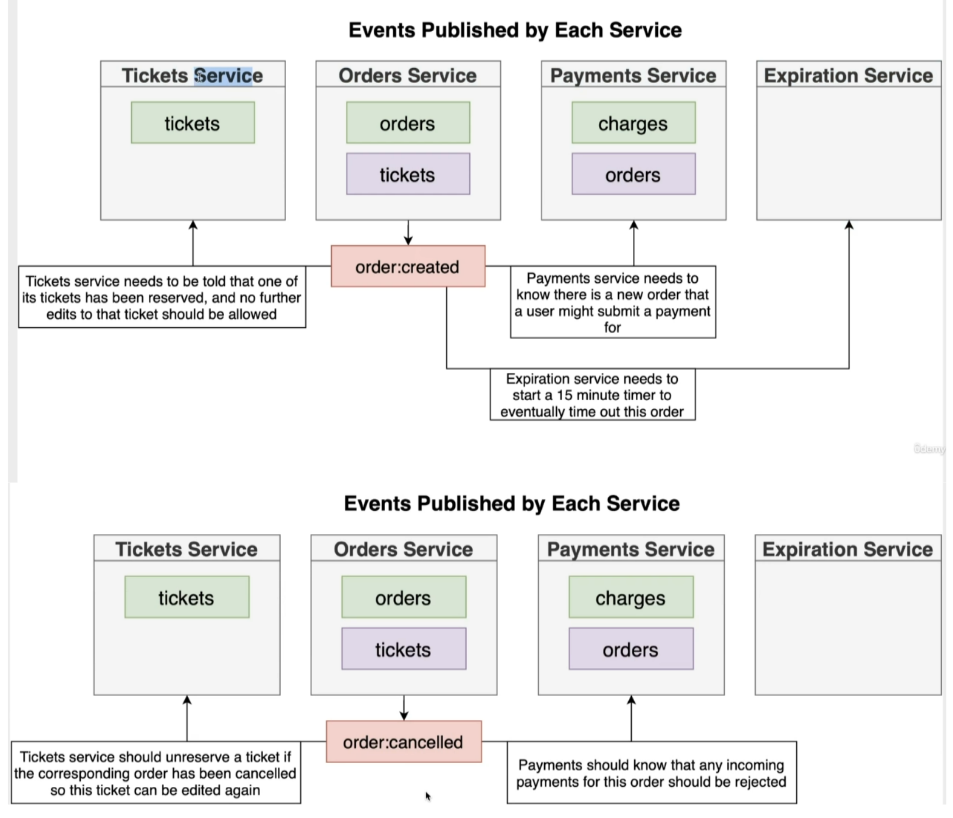 Events Published by Each Service
Tickets Service
Orders Service
Payments Service
Expiration Service
tickets
orders
charges
tickets
orders
order:created
Tickets service needs to be told that one of
its tickets has been reserved, and no further
edits to that ticket should be allowed
Payments service needs to
know there is a new order that
a user might submit a payment
for
Expiration service needs to
start a 15 minute timer to
eventually time out this order
Udemy
Events Published by Each Service
Tickets Service
Orders Service
Payments Service
Expiration Service
tickets
orders
charges
tickets
orders
order:cancelled
Tickets service should unreserve a ticket if
the corresponding order has been cancelled
so this ticket can be edited again
Payments should know that any incoming
payments for this order should be rejected